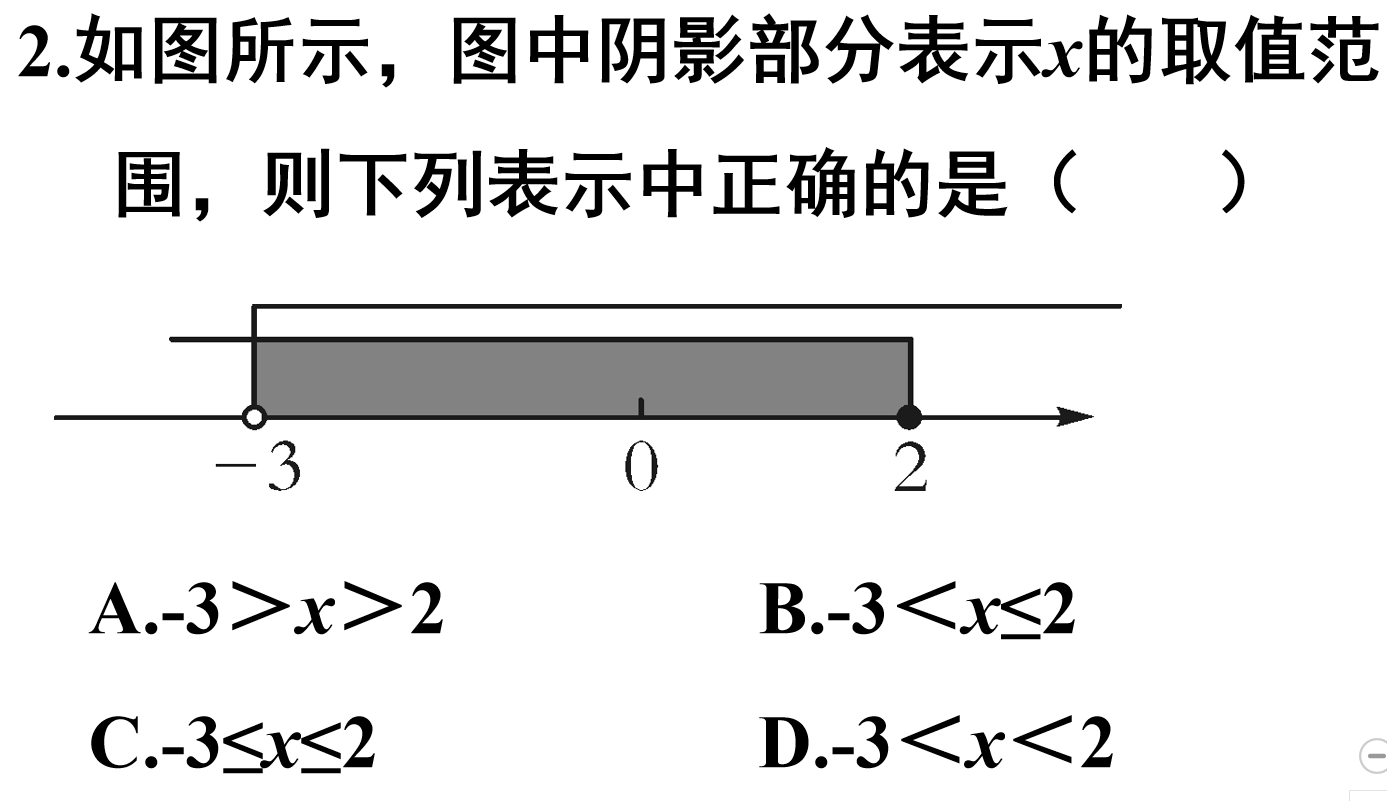 2.如图所示，图中阴影部分表示x的取值范
围，则下列表示中正确的是（　　）
-3 0 2
A.-3＞x＞2 B.-3＜x≤2
C.-3≤x≤2 D.-3＜x＜2